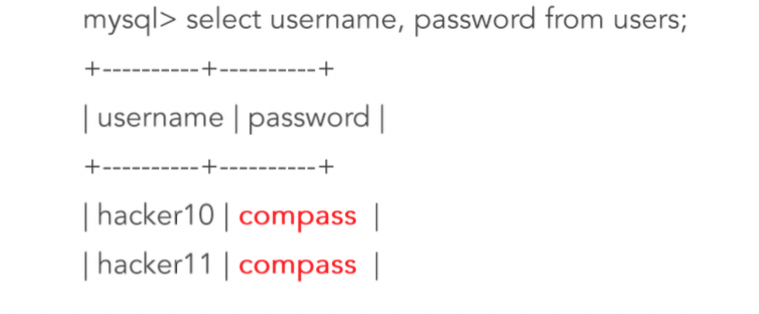 mysql> select username, password from users;
+----------+----------+
| username | password |
+----------+----------+
| hacker10 | compass |
| hacker11 | compass |